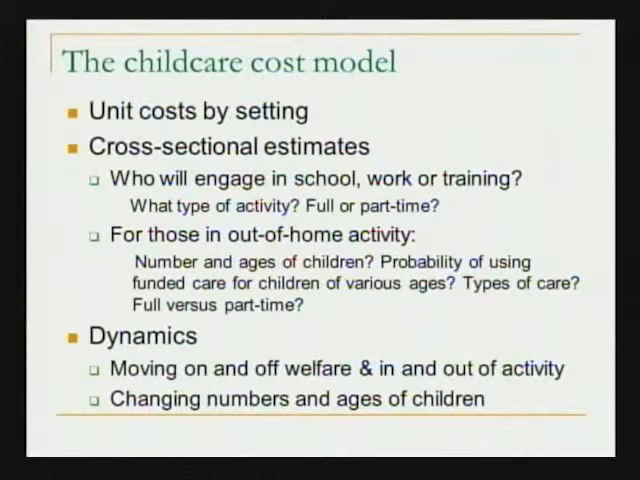 The childcare cost model
Unit costs by setting
Cross-sectional estimates
Who will engage in school, work or training?
What type of activity? Full or part-time?
For those in out-of-home activity:
Number and ages of children? Probability of using
funded care for children of various ages? Types of care?
Full versus part-time?
Dynamics
Moving on and off welfare & in and out of activity
Changing numbers and ages of children